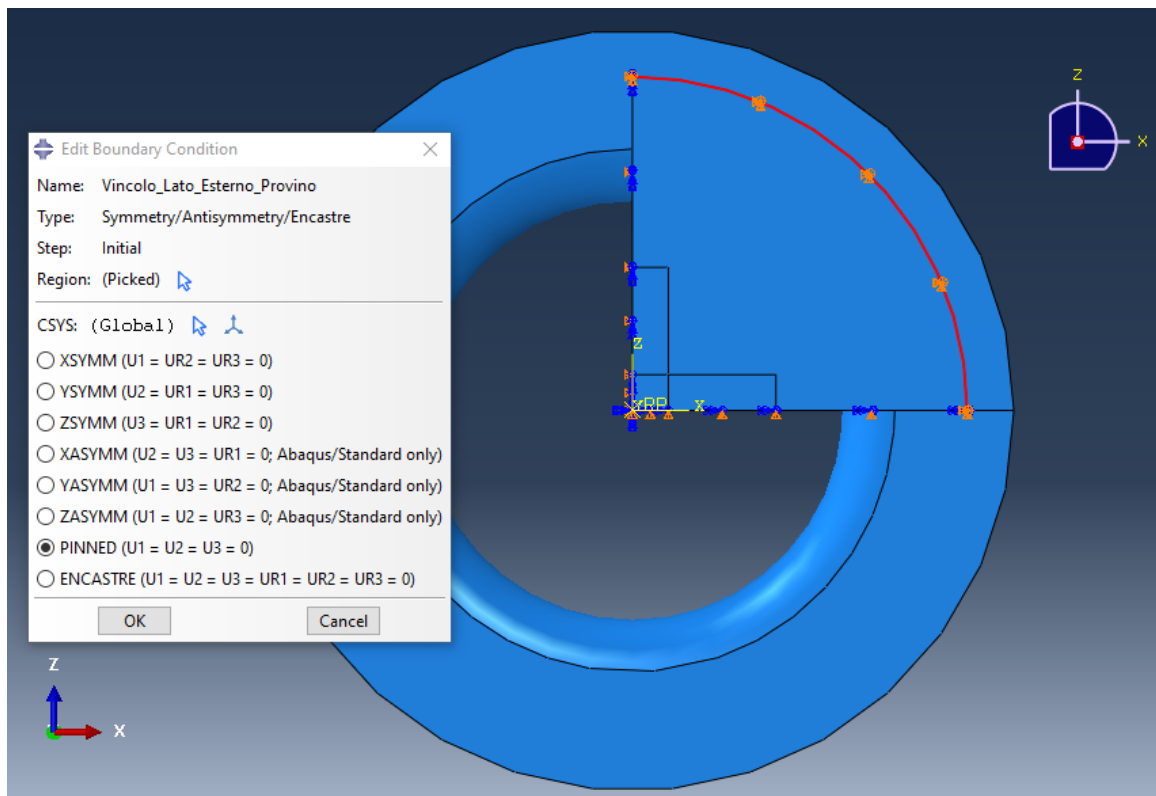 Edit Boundary Condition
Name: Vincolo_Lato_Esterno_Provino
Type: Symmetry/Antisymmetry/Encastre
Step: Initial
Region: (Picked)
CSYS: (Global)
XSYMM (U1 = UR2 = UR3 = 0)
YSYMM (U2 = UR1 = UR3 = 0)
ZSYMM (U3 = UR1 = UR2 = 0)
XASYMM (U2 = U3 = UR1 = 0; Abaqus/Standard only)
YASYMM (U1 = U3 = UR2 = 0; Abaqus/Standard only)
ZASYMM (U1 = U2 = UR3 = 0; Abaqus/Standard only)
PINNED (U1 = U2 = U3 = 0)
ENCASTRE (U1 = U2 = U3 = UR1 = UR2 = UR3 = 0)
OK Cancel
Z
X
Z
Y RP X
Z
X